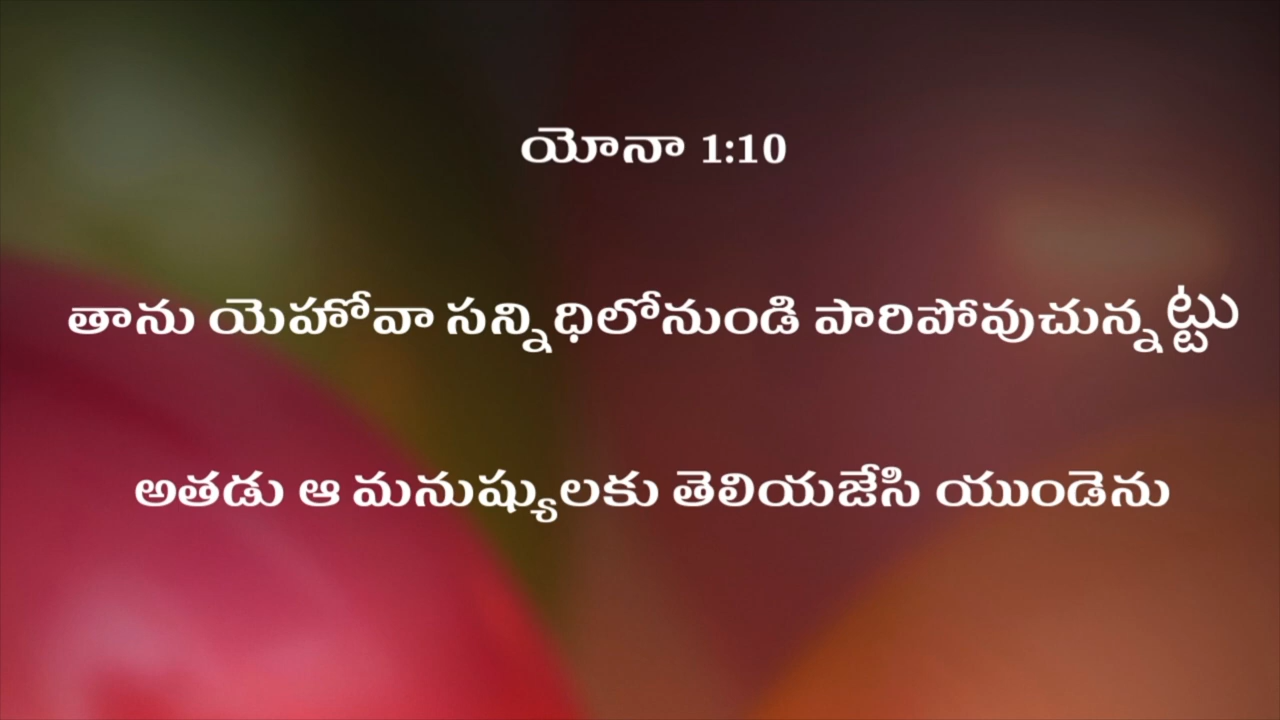 యోనా 1:10
తాను యెహోవా సన్నిధిలోనుండి పారిపోవుచున్నట్టు
అతడు ఆ మనుష్యులకు తెలియజేసి యుండెను